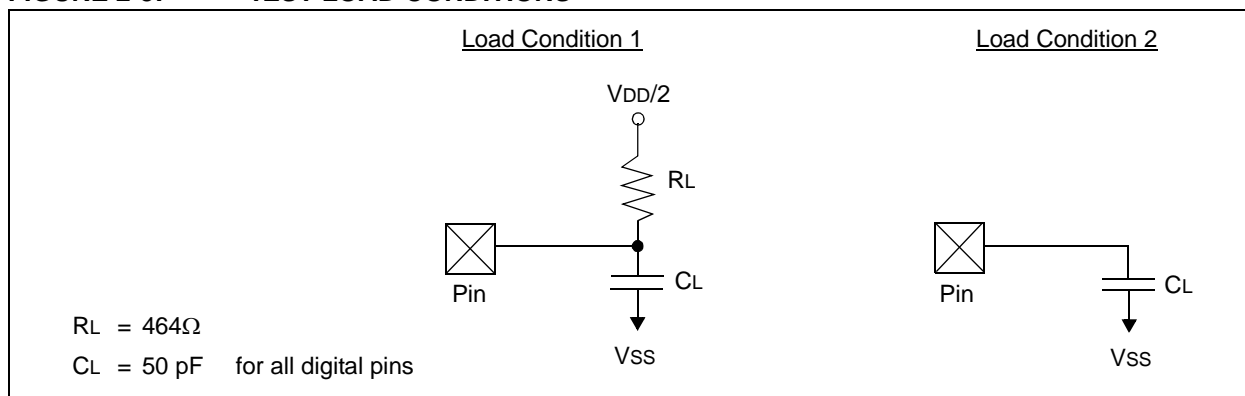 Load Condition 1
Load Condition 2
VDD/2
RL
Pin
CL
VSS
Pin
CL
VSS
RL = 464Ω
CL = 50 pF for all digital pins